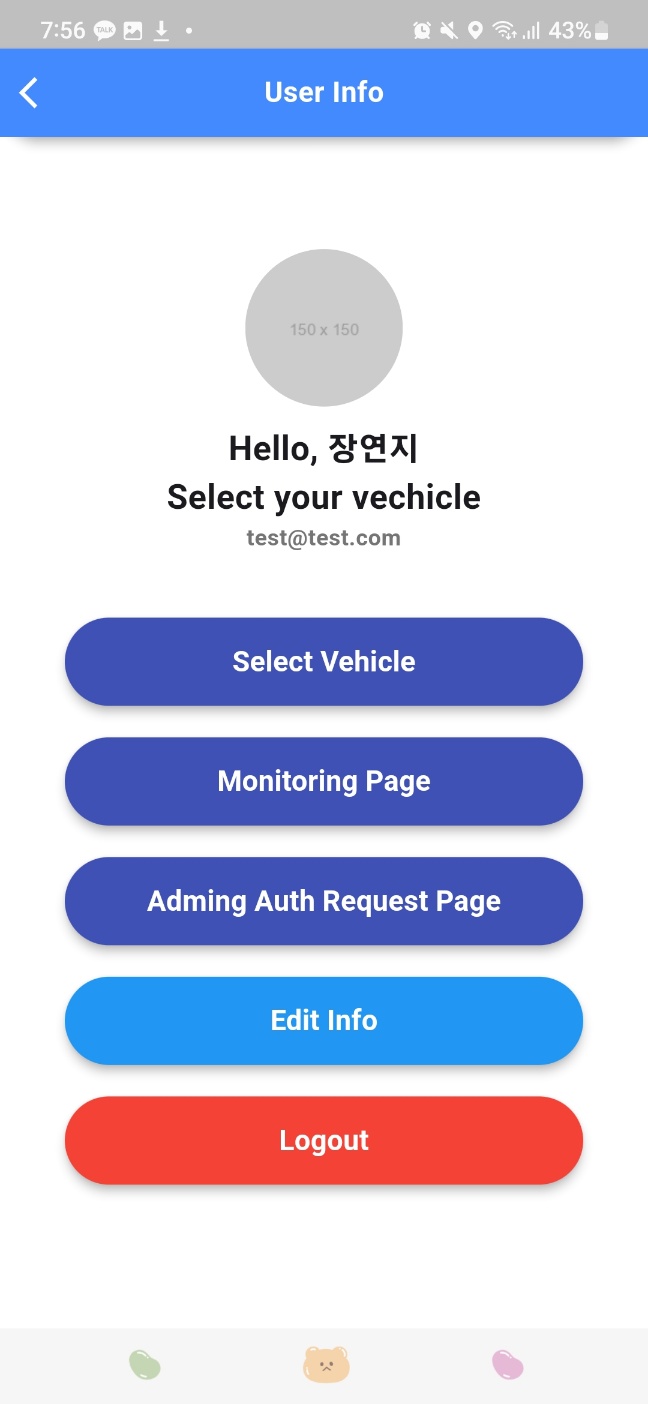 7:56 TALK 43%
User Info
150 x 150
Hello, 장연지
Select your vechicle
test@test.com
Select Vehicle
Monitoring Page
Adming Auth Request Page
Edit Info
Logout